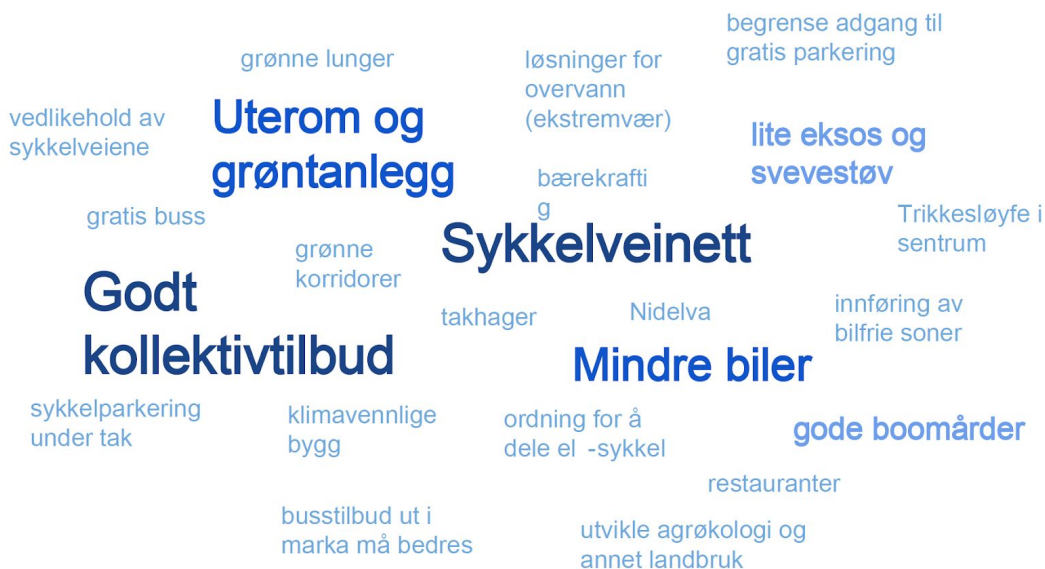 begrense adgang til
gratis parkering
grønne lunger
løsninger for
overvann
(ekstremvær)
vedlikehold av
sykkelveiene
Uterom og
grøntanlegg
lite eksos og
svevestøv
bærekrafti
g
gratis buss
Trikkesløyfe i
sentrum
Sykkelveinett
grønne
korridorer
Godt
kollektivtilbud
takhager
Nidelva
innføring av
bilfrie soner
Mindre biler
sykkelparkering
under tak
klimavennlige
bygg
ordning for å
dele el -sykkel
gode boomårder
restauranter
busstilbud ut i
marka må bedres
utvikle agrøkologi og
annet landbruk